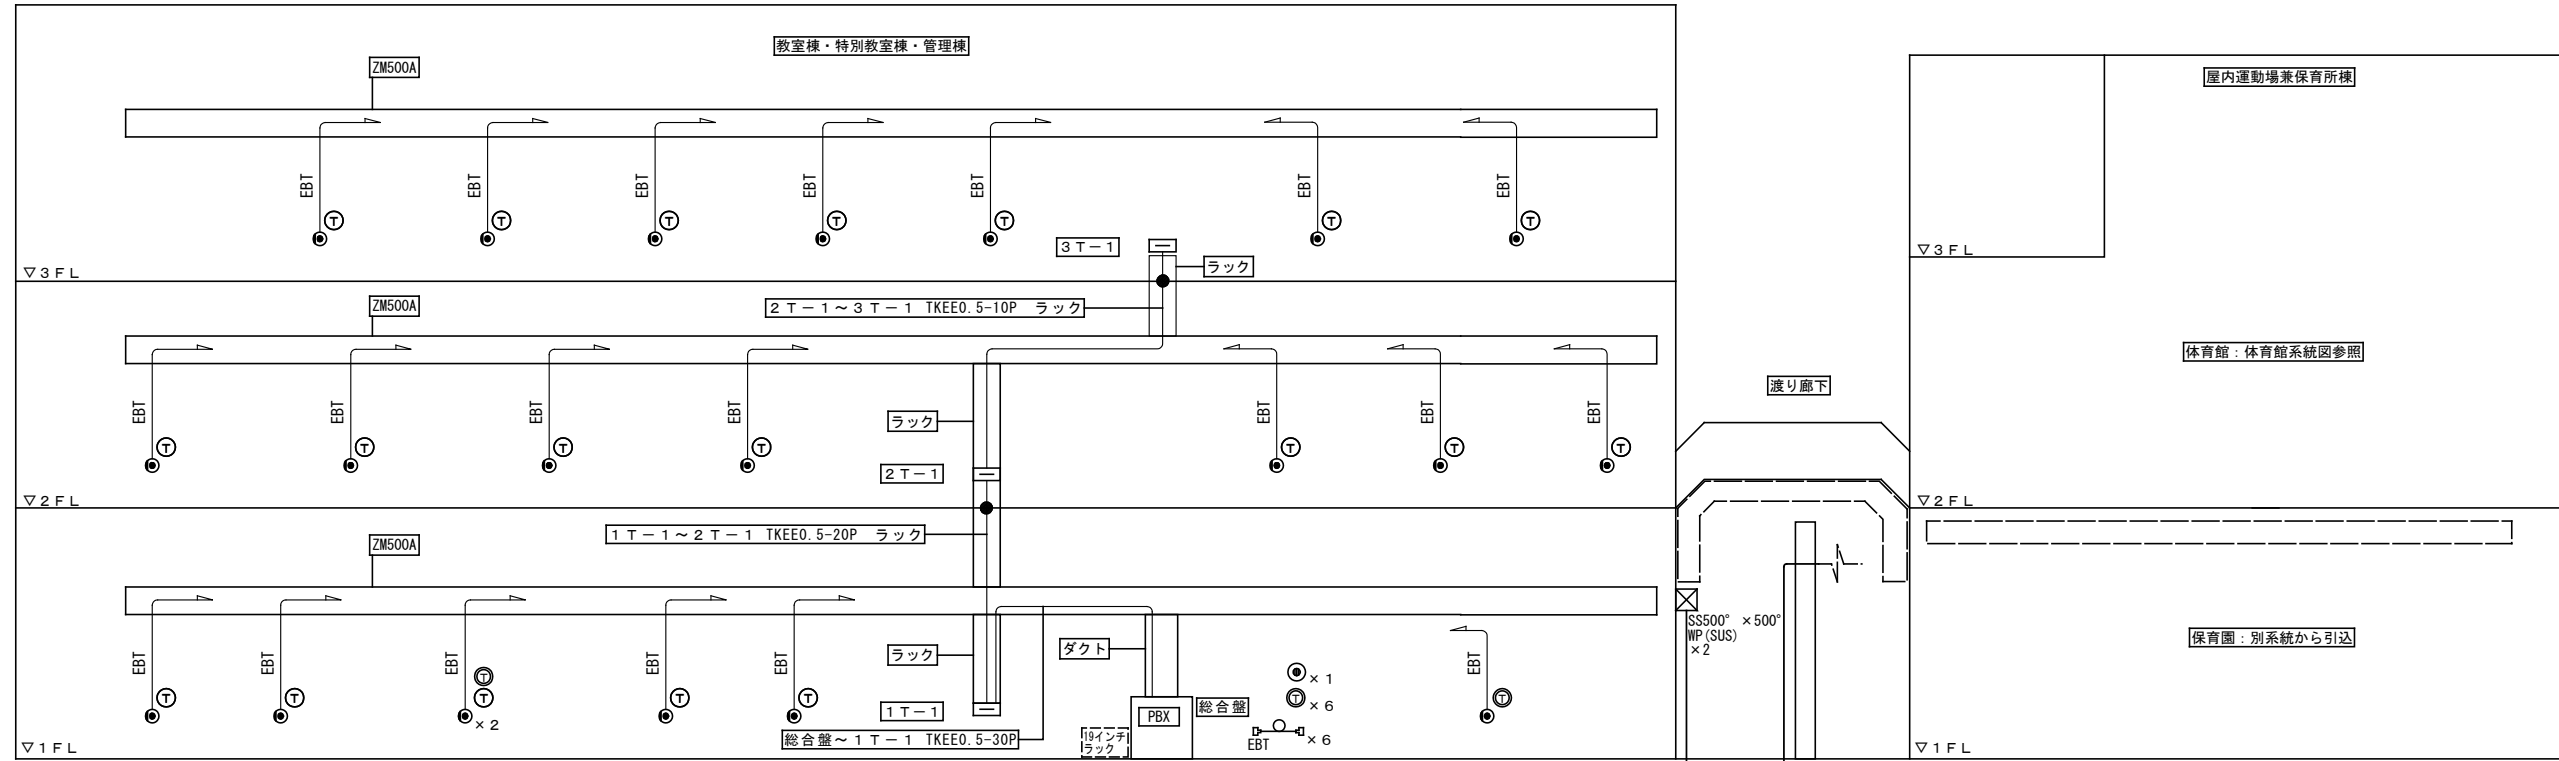 教室棟・特別教室棟・管理棟
ZM500A
屋内運動場兼保育所棟
EBT
EBT
EBT
EBT
EBT
EBT
EBT
T
T
T
T
T
T
T
3T-1
ラック
▽3FL
▽3FL
ZM500A
2T-1~3T-1 TKEE0.5-10P ラック
体育館:体育館系統図参照
渡り廊下
EBT
EBT
EBT
EBT
EBT
EBT
EBT
ラック
T
T
T
T
T
T
T
2T-1
▽2FL
▽2FL
1T-1~2T-1 TKEE0.5-20P ラック
ZM500A
SS500°×500°
WP(SUS)
×2
保育園:別系統から引込
EBT
EBT
EBT
EBT
EBT
ラック
ダクト
EBT
T
×1
T
T
T
T
T
T
×6
T
×2
1T-1
PBX
総合盤
総合盤~1T-1 TKEE0.5-30P
19インチ
ラック
EBT
×6
▽1FL
▽1FL